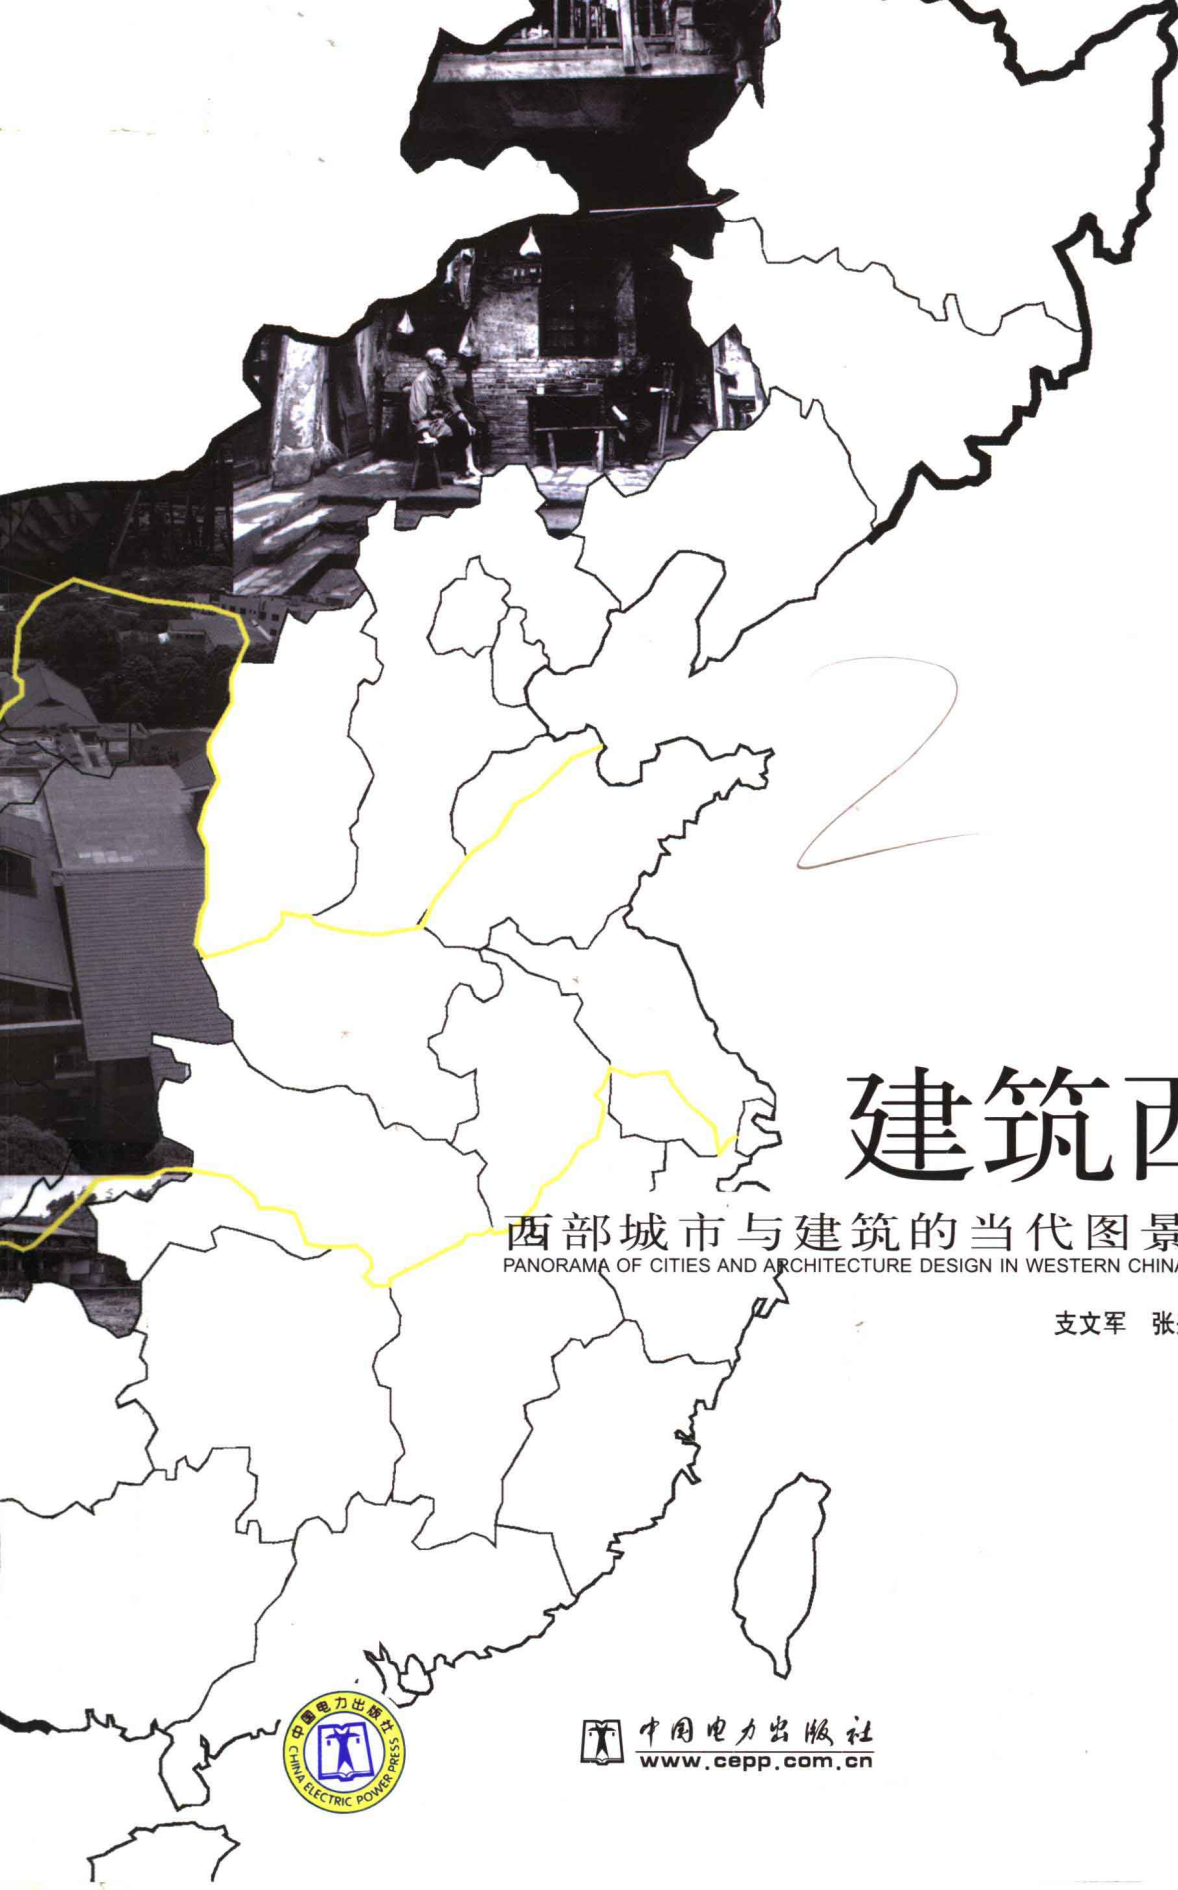 建筑西
西部城市与建筑的当代图景
PANORAMA OF CITIES AND ARCHITECTURE DESIGN IN WESTERN CHINA
支文军 张
中国电力出版社
CHINA ELECTRIC POWER PRESS
中国电力出版社
www.cepp.com.cn